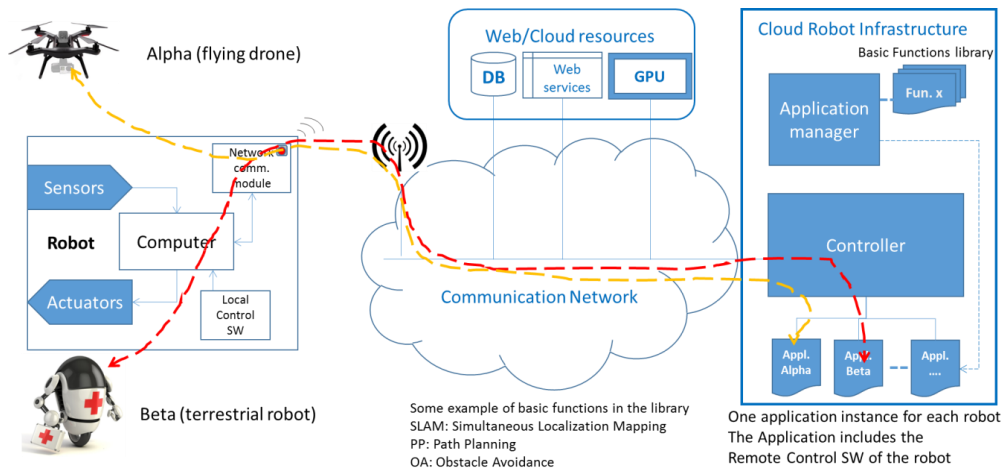 Alpha (flying drone)
Web/Cloud resources
DB
Web
services
GPU
Cloud Robot Infrastructure
Basic Functions library
Fun. x
Application
manager
Network
comm.
module
Sensors
Robot
Computer
Actuators
Local
Control
SW
Controller
Communication Network
Appl.
Alpha
Appl.
Beta
Appl.
....
Beta (terrestrial robot)
Some example of basic functions in the library
SLAM: Simultaneous Localization Mapping
PP: Path Planning
OA: Obstacle Avoidance
One application instance for each robot
The Application includes the
Remote Control SW of the robot